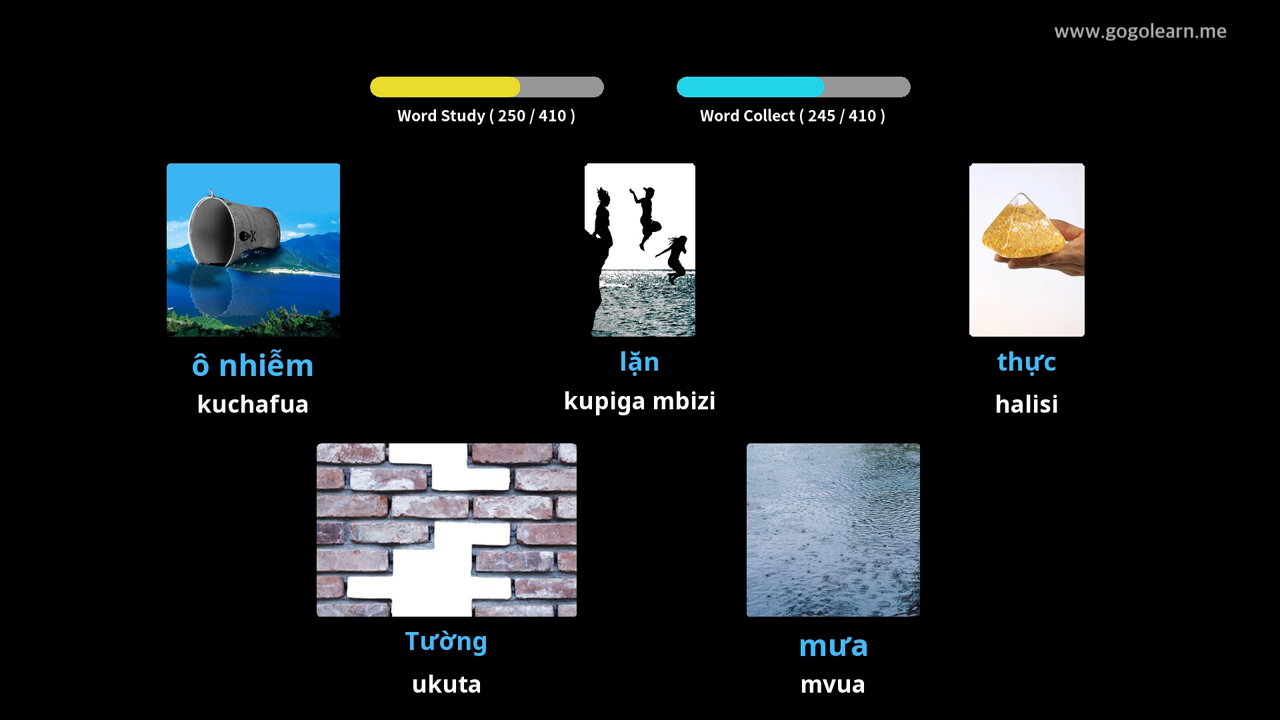 www.gogolearn.me
Word Study ( 250 / 410 )
Word Collect ( 245 / 410 )
ô nhiễm
lặn
thực
kuchafua
kupiga mbizi
halisi
Tường
mưa
ukuta
mvua